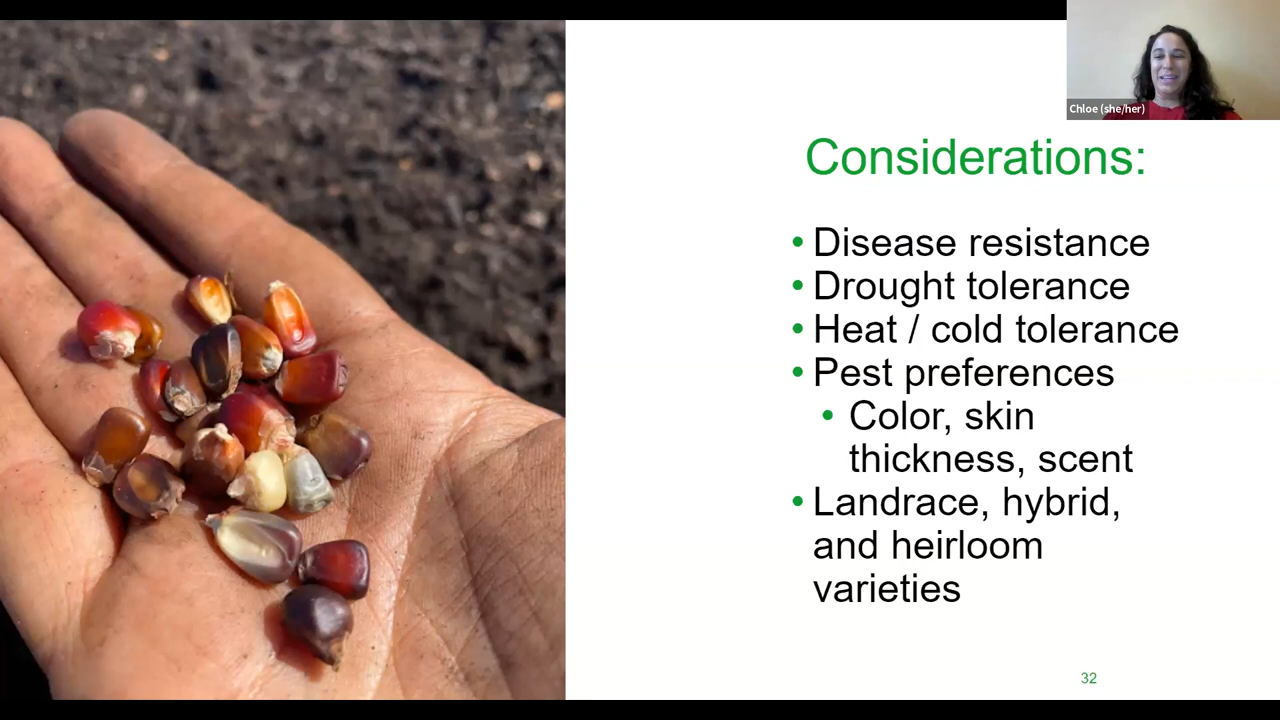 Chloe (she/her)
Considerations:
• Disease resistance
• Drought tolerance
• Heat / cold tolerance
• Pest preferences
• Color, skin
thickness, scent
• Landrace, hybrid,
and heirloom
varieties
32